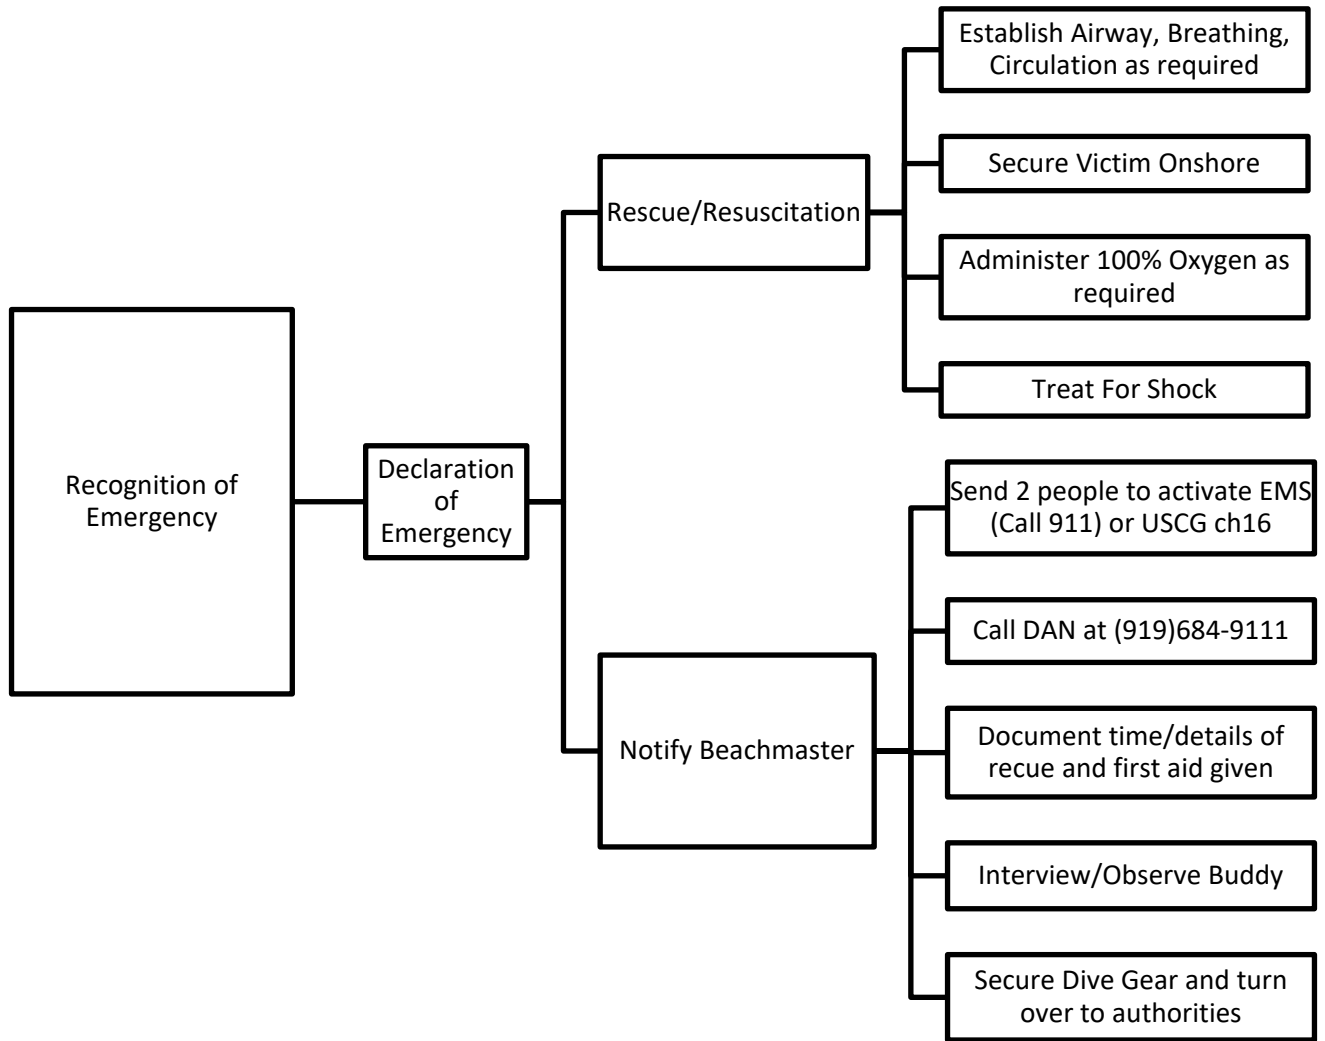 Recognition of
Emergency
Declaration
of
Emergency
Rescue/Resuscitation
Establish Airway, Breathing,
Circulation as required
Secure Victim Onshore
Administer 100% Oxygen as
required
Treat For Shock
Notify Beachmaster
Send 2 people to activate EMS
(Call 911) or USCG ch16
Call DAN at (919)684-9111
Document time/details of
recue and first aid given
Interview/Observe Buddy
Secure Dive Gear and turn
over to authorities